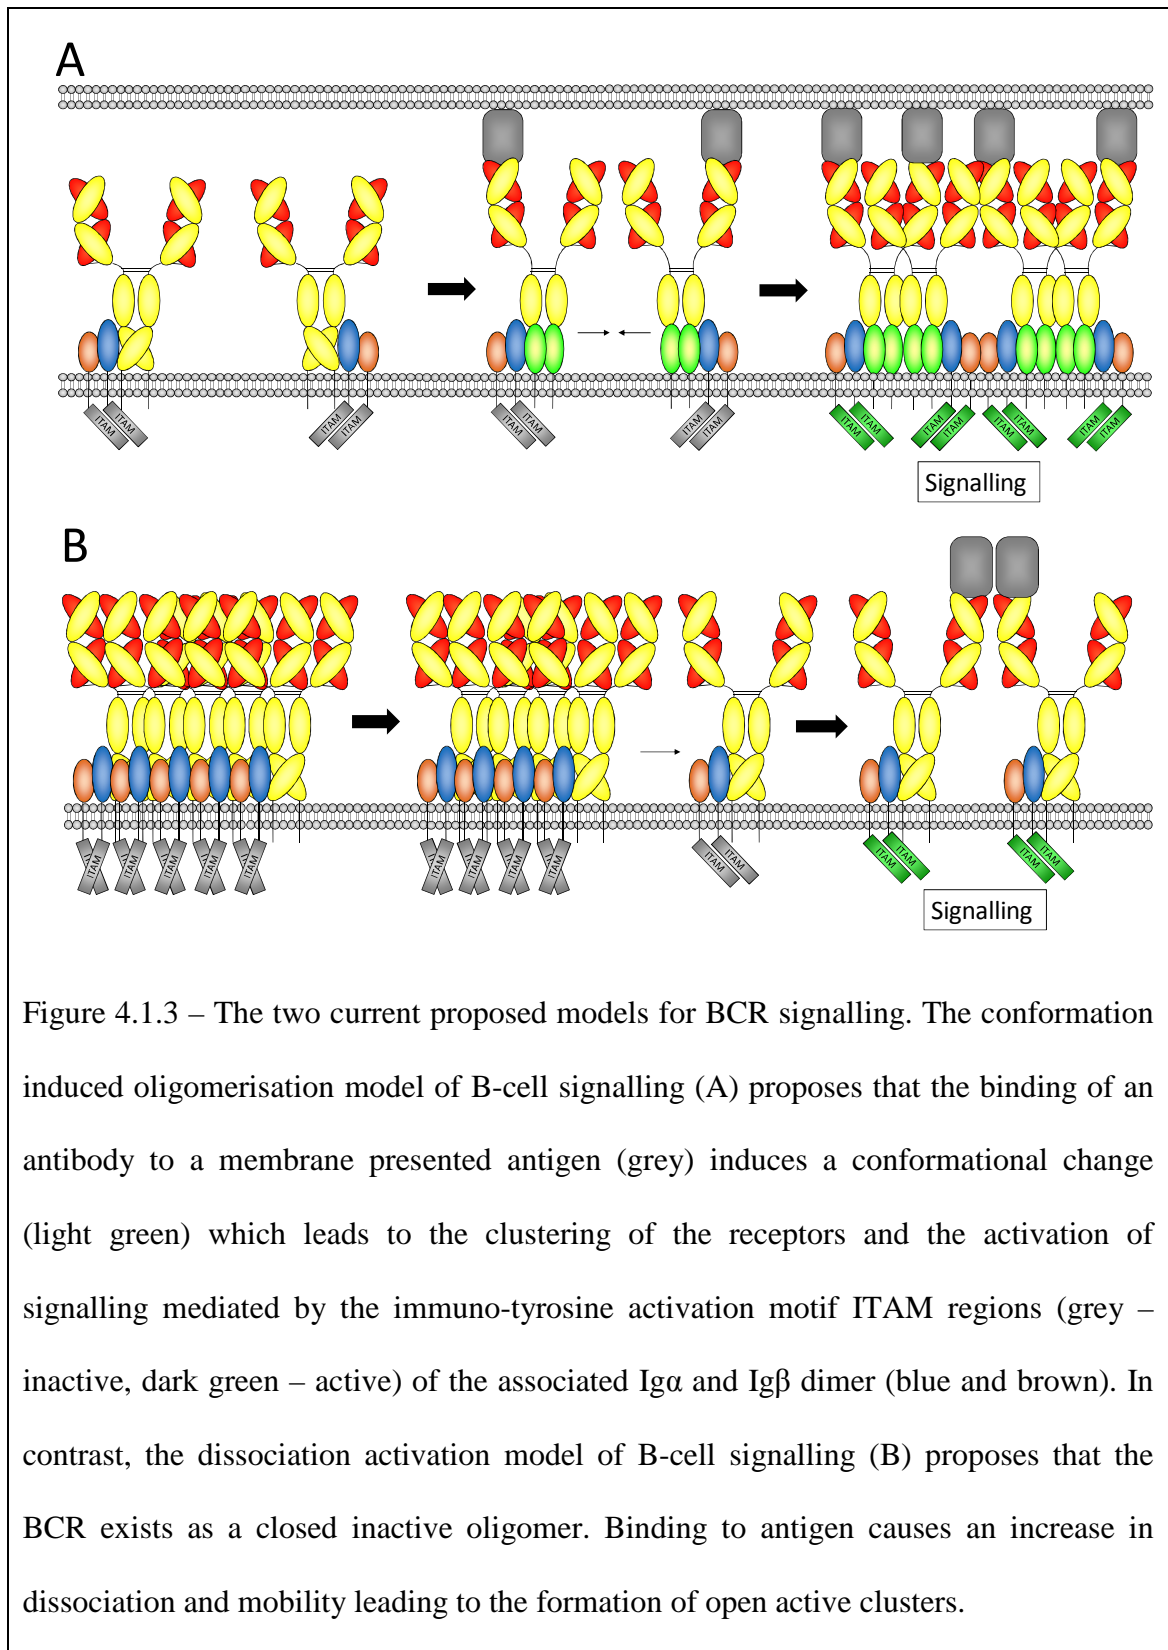 A
ITAM ITAM ITAM ITAM ITAM ITAM ITAM ITAM ITAM ITAM ITAM ITAM ITAM ITAM ITAM ITAM
Signalling
B
ITAM ITAM ITAM ITAM ITAM ITAM ITAM ITAM ITAM ITAM ITAM ITAM ITAM ITAM ITAM
Signalling
Figure 4.1.3 – The two current proposed models for BCR signalling. The conformation
induced oligomerisation model of B-cell signalling (A) proposes that the binding of an
antibody to a membrane presented antigen (grey) induces a conformational change
(light green) which leads to the clustering of the receptors and the activation of
signalling mediated by the immuno-tyrosine activation motif ITAM regions (grey –
inactive, dark green – active) of the associated Igα and Igβ dimer (blue and brown). In
contrast, the dissociation activation model of B-cell signalling (B) proposes that the
BCR exists as a closed inactive oligomer. Binding to antigen causes an increase in
dissociation and mobility leading to the formation of open active clusters.